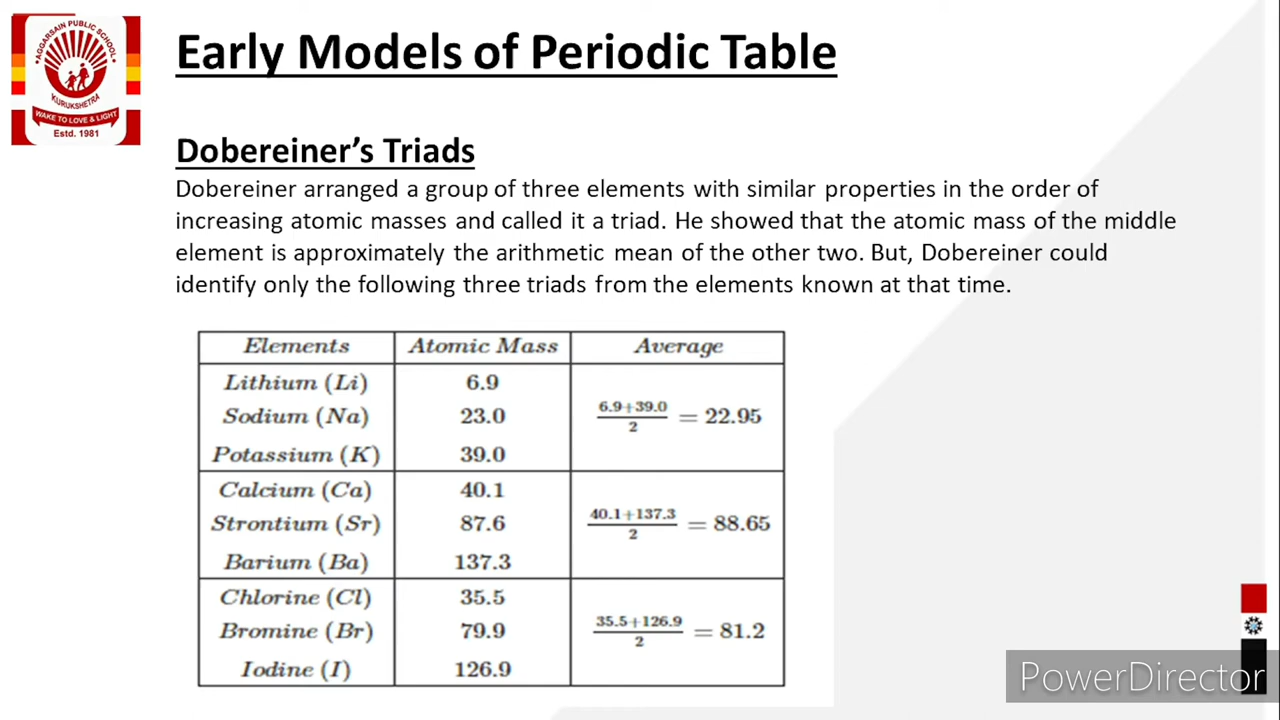 AGGARSAIN PUBLIC SCHOOL
KURUKSHETRA
WAKE TO LOVE & LIGHT
Estd. 1981
Early Models of Periodic Table
Dobereiner’s Triads
Dobereiner arranged a group of three elements with similar properties in the order of
increasing atomic masses and called it a triad. He showed that the atomic mass of the middle
element is approximately the arithmetic mean of the other two. But, Dobereiner could
identify only the following three triads from the elements known at that time.
Elements Atomic Mass Average
Lithium (Li) 6.9
Sodium (Na) 23.0 6.9+39.0/2 = 22.95
Potassium (K) 39.0
Calcium (Ca) 40.1
Strontium (Sr) 87.6 40.1+137.3/2 = 88.65
Barium (Ba) 137.3
Chlorine (Cl) 35.5
Bromine (Br) 79.9 35.5+126.9/2 = 81.2
Iodine (I) 126.9
PowerDirector